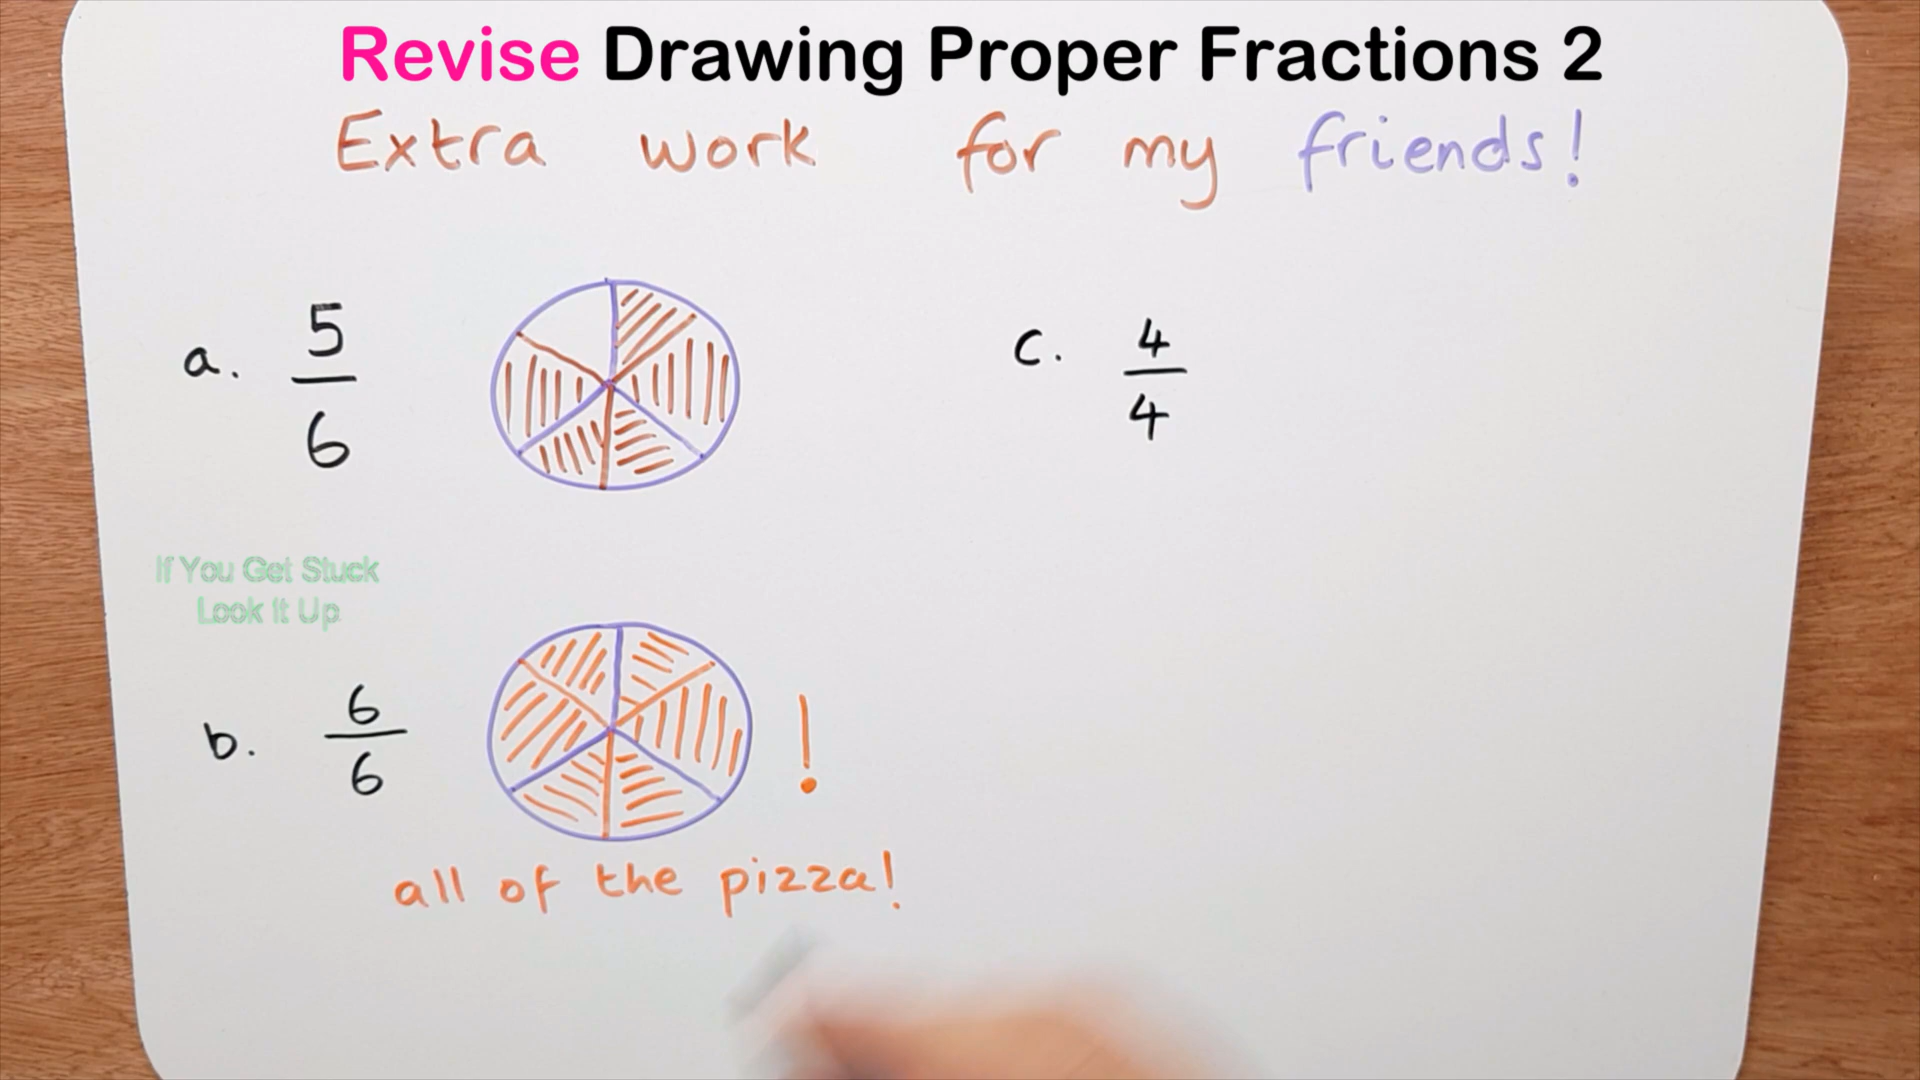 Revise Drawing Proper Fractions 2
Extra work for my friends!
a. 5/6
c. 4/4
If You Get Stuck
Look It Up
b. 6/6 !
all of the pizza!